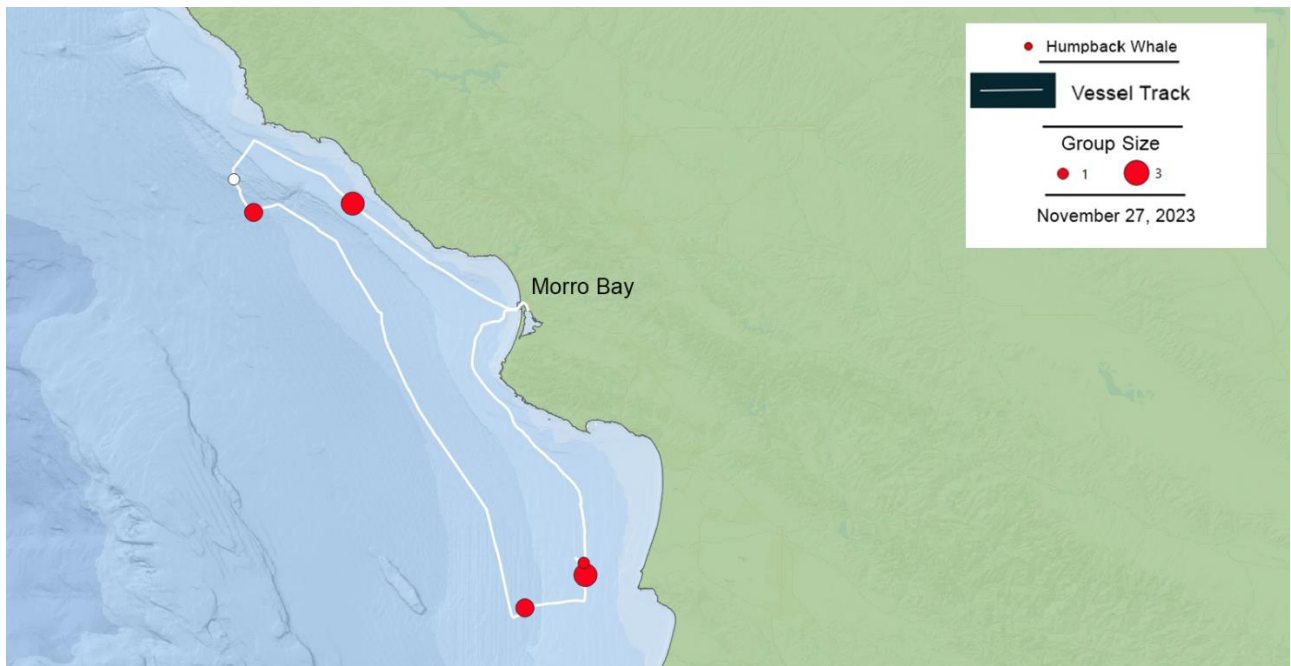 Humpback Whale
Vessel Track
Group Size
1 3
November 27, 2023
Morro Bay